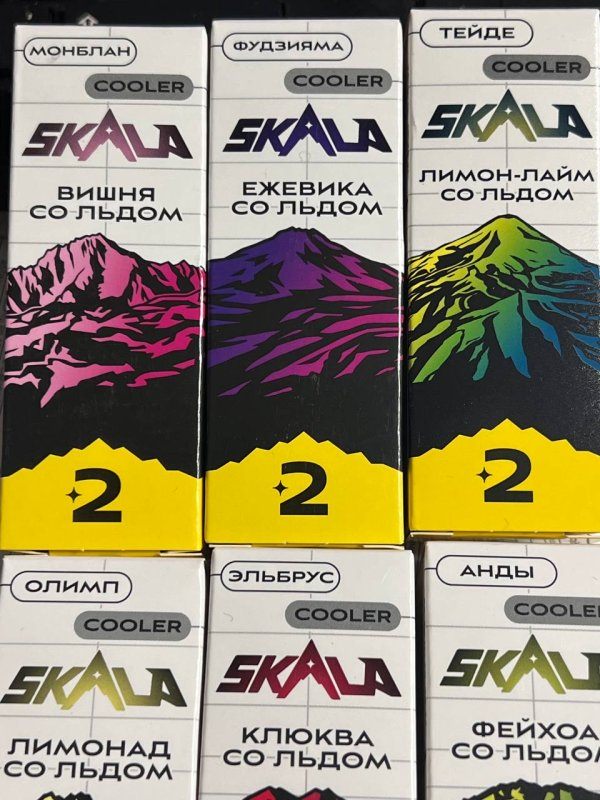 МОНБЛАН
COOLER
SKALA
ВИШНЯ
СО ЛЬДОМ
2
ФУДЗИЯМА
COOLER
SKALA
ЕЖЕВИКА
СО ЛЬДОМ
2
ТЕЙДЕ
COOLER
SKALA
ЛИМОН-ЛАЙМ
СО ЛЬДОМ
2
ОЛИМП
COOLER
SKALA
ЛИМОНАД
СО ЛЬДОМ
ЭЛЬБРУС
COOLER
SKALA
КЛЮКВА
СО ЛЬДОМ
АНДЫ
COOLE
SKALA
ФЕЙХОА
СО ЛЬДО